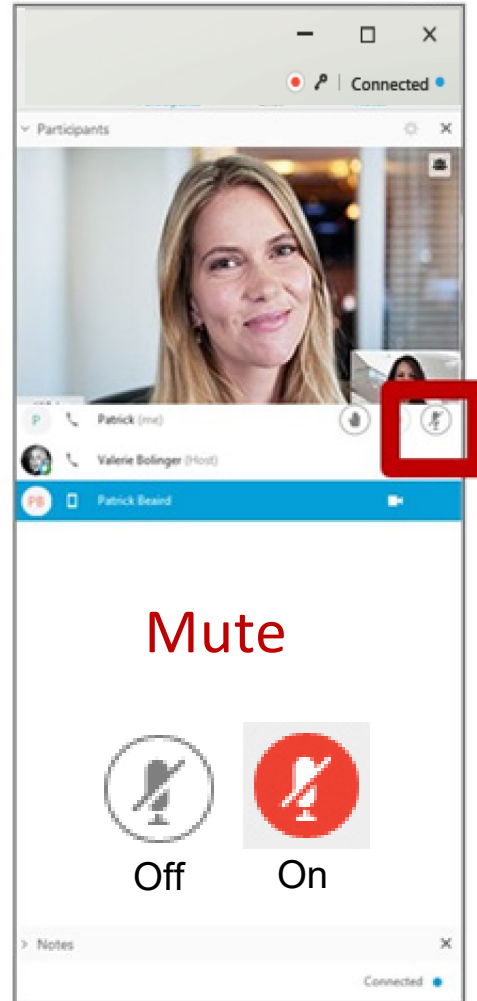 Connected
Participants
P Patrick (me)
Valerie Bolinger (Host)
PB Patrick Beaird
Mute
Off On
Notes
Connected